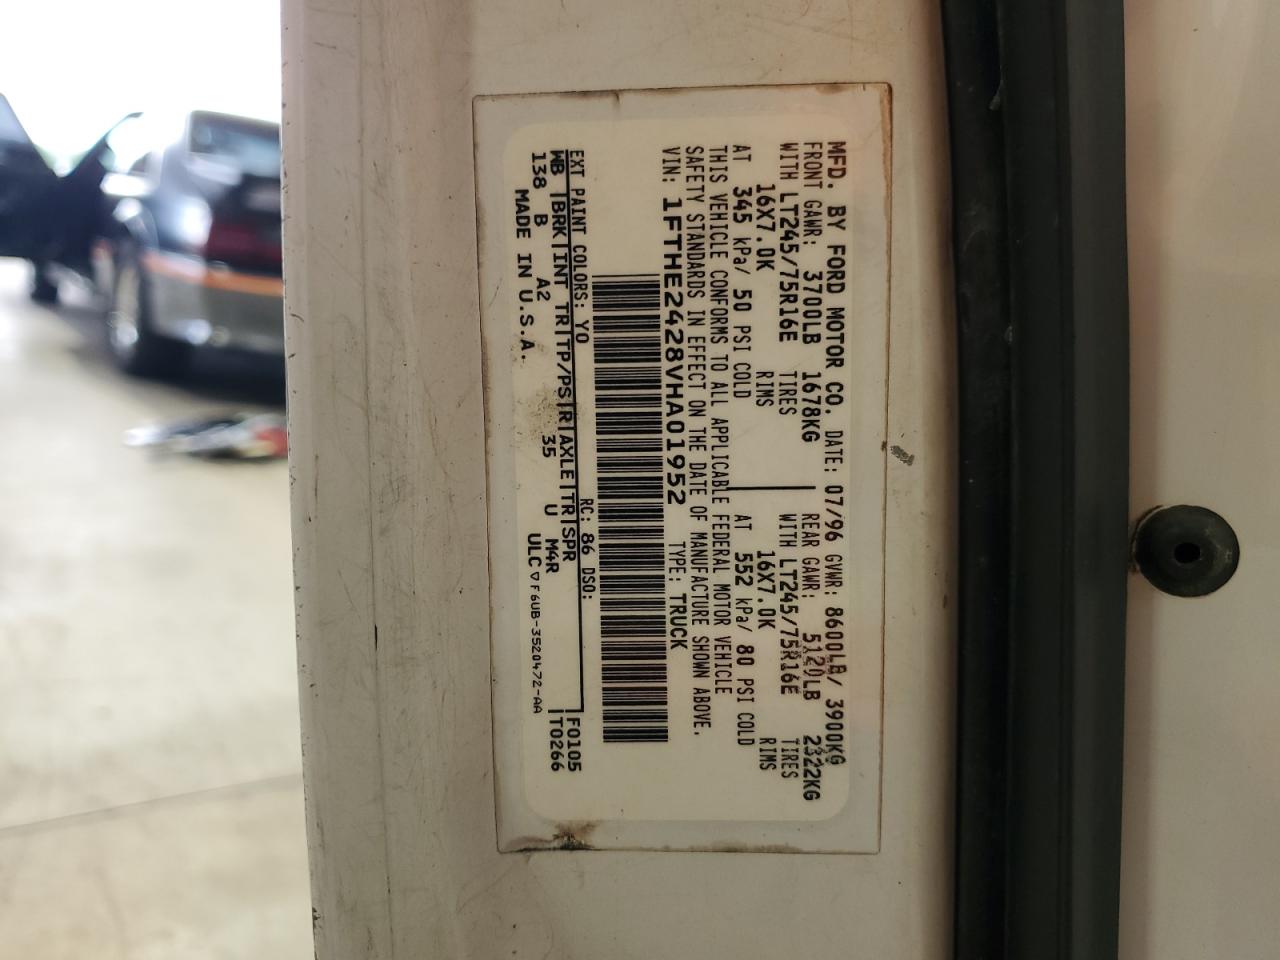 MFD. BY FORD MOTOR CO. DATE: 07/96 GVWR: 8600LB/ 3900KG
FRONT GAWR: 3700LB 1678KG REAR GAWR: 5120LB 2322KG
WITH LT245/75R16E TIRES WITH LT245/75R16E TIRES
16X7.0K RIMS 16X7.0K RIMS
AT 345 kPa/ 50 PSI COLD AT 552 kPa/ 80 PSI COLD
THIS VEHICLE CONFORMS TO ALL APPLICABLE FEDERAL MOTOR VEHICLE
SAFETY STANDARDS IN EFFECT ON THE DATE OF MANUFACTURE SHOWN ABOVE.
VIN: 1FTHE2428VHA01952 TYPE: TRUCK
EXT PAINT COLORS: YO RC: 86 DSO: F0105
WB BRK INT TR TP/PS R AXLE TR SPR T0266
138 B A2 35 U M4R
MADE IN U.S.A. ULC ▽ F6UB-3520472-AA